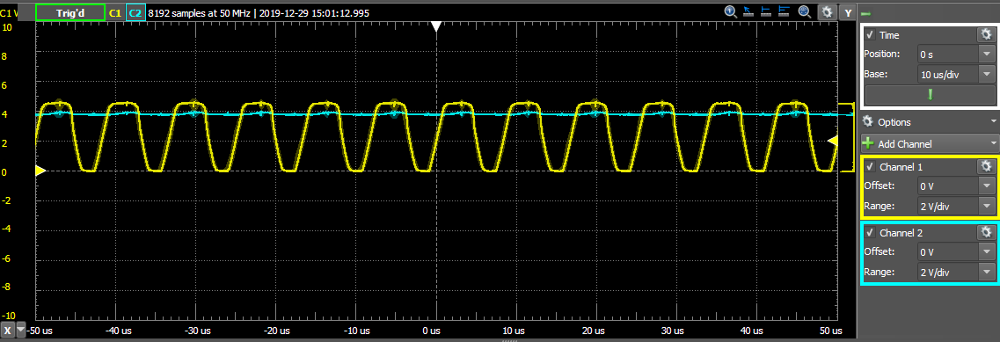 C1 V Trig'd C1 C2 8192 samples at 50 MHz | 2019-12-29 15:01:12.995 Y
10
8
6
4
2
0
-2
-4
-6
-8
-10
X -50 us -40 us -30 us -20 us -10 us 0 us 10 us 20 us 30 us 40 us 50 us
Time
Position: 0 s
Base: 10 us/div
Options
Add Channel
Channel 1
Offset: 0 V
Range: 2 V/div
Channel 2
Offset: 0 V
Range: 2 V/div